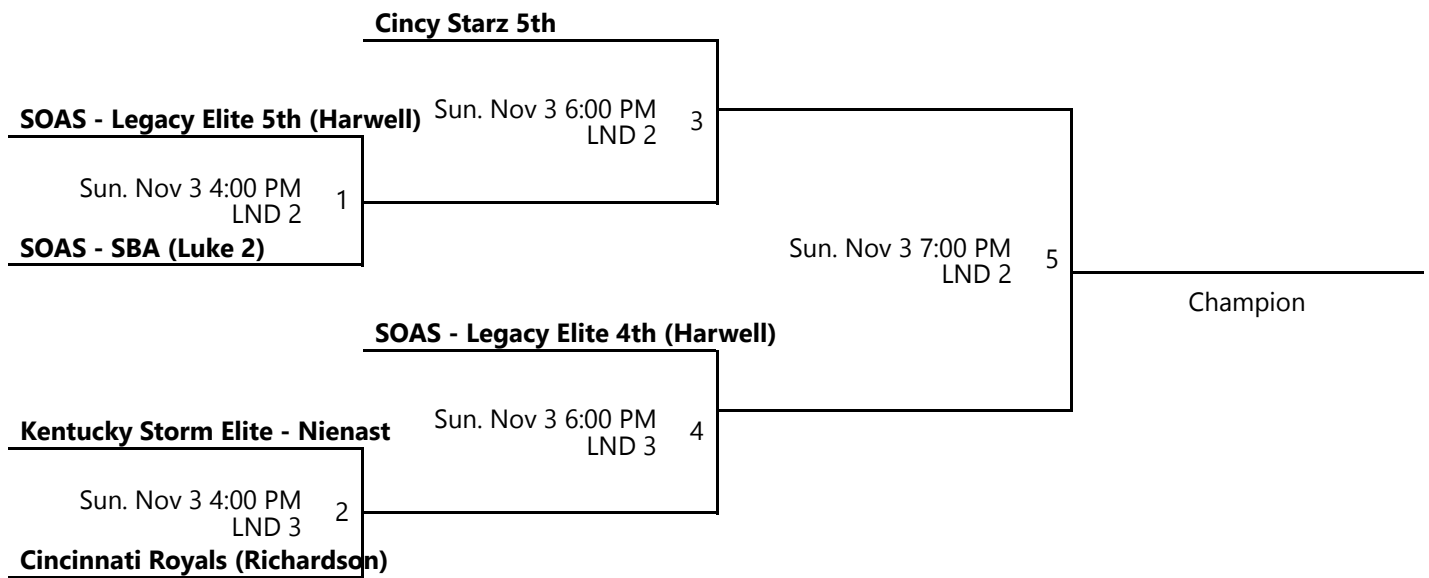 Cincy Starz 5th
SOAS - Legacy Elite 5th (Harwell)
Sun. Nov 3 6:00 PM
LND 2
3
Sun. Nov 3 4:00 PM
LND 2
1
SOAS - SBA (Luke 2)
Sun. Nov 3 7:00 PM
LND 2
5
Champion
SOAS - Legacy Elite 4th (Harwell)
Kentucky Storm Elite - Nienast
Sun. Nov 3 6:00 PM
LND 3
4
Sun. Nov 3 4:00 PM
LND 3
2
Cincinnati Royals (Richardson)